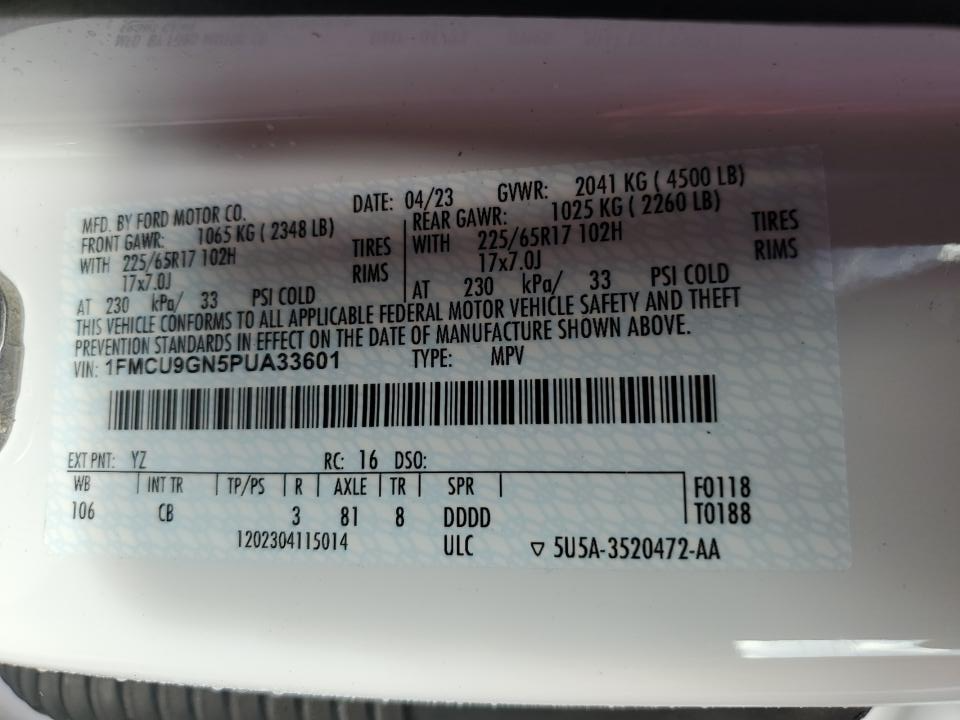 MFD. BY FORD MOTOR CO.
DATE: 04/23 GVWR: 2041 KG ( 4500 LB)
FRONT GAWR: 1065 KG ( 2348 LB)
WITH 225/65R17 102H TIRES
17x7.0J RIMS
AT 230 kPa/ 33 PSI COLD
REAR GAWR: 1025 KG ( 2260 LB)
WITH 225/65R17 102H TIRES
17x7.0J RIMS
AT 230 kPa/ 33 PSI COLD
THIS VEHICLE CONFORMS TO ALL APPLICABLE FEDERAL MOTOR VEHICLE SAFETY AND THEFT
PREVENTION STANDARDS IN EFFECT ON THE DATE OF MANUFACTURE SHOWN ABOVE.
VIN: 1FMCU9GN5PUA33601 TYPE: MPV
EXT PNT: YZ RC: 16 DSO:
WB INT TR TP/PS R AXLE TR SPR F0118
106 CB 3 81 8 DDDD T0188
1202304115014 ULC ▽ 5U5A-3520472-AA